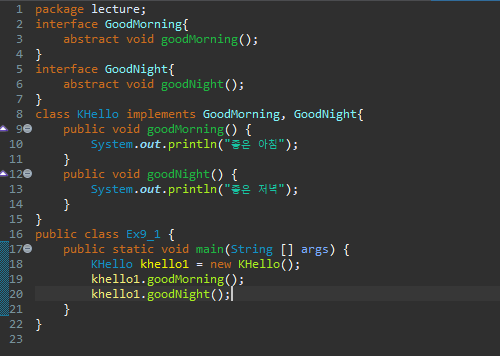 1 package lecture;
2 interface GoodMorning{
3     abstract void goodMorning();
4 }
5 interface GoodNight{
6     abstract void goodNight();
7 }
8 class KHello implements GoodMorning, GoodNight{
9     public void goodMorning() {
10         System.out.println("좋은 아침");
11     }
12     public void goodNight() {
13         System.out.println("좋은 저녁");
14     }
15 }
16 public class Ex9_1 {
17     public static void main(String [] args) {
18         KHello khello1 = new KHello();
19         khello1.goodMorning();
20         khello1.goodNight();
21     }
22 }
23